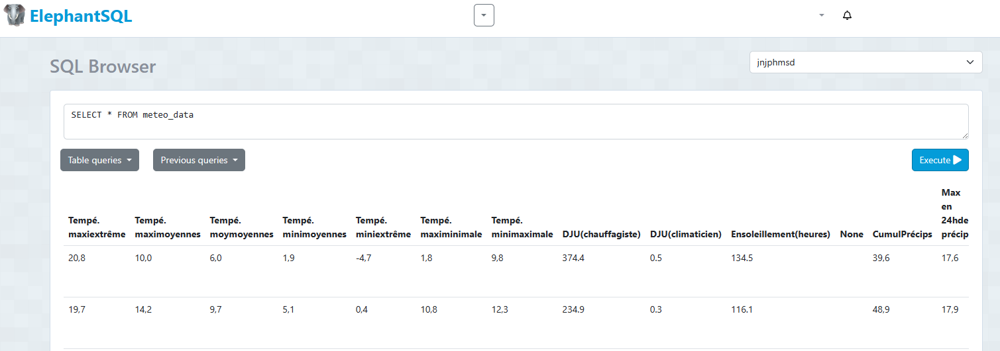 ElephantSQL
SQL Browser
jnjphmsd
SELECT * FROM meteo_data
Table queries
Previous queries
Execute
Tempé. maxiextrême
Tempé. maximoyennes
Tempé. moymoyennes
Tempé. minimoyennes
Tempé. miniextrême
Tempé. maximinimale
Tempé. minimaximale
DJU(chauffagiste)
DJU(climaticien)
Ensoleillement(heures)
None
CumulPrécips
Max en 24hde précip
20,8 10,0 6,0 1,9 -4,7 1,8 9,8 374.4 0.5 134.5 39,6 17,6
19,7 14,2 9,7 5,1 0,4 10,8 12,3 234.9 0.3 116.1 48,9 17,9